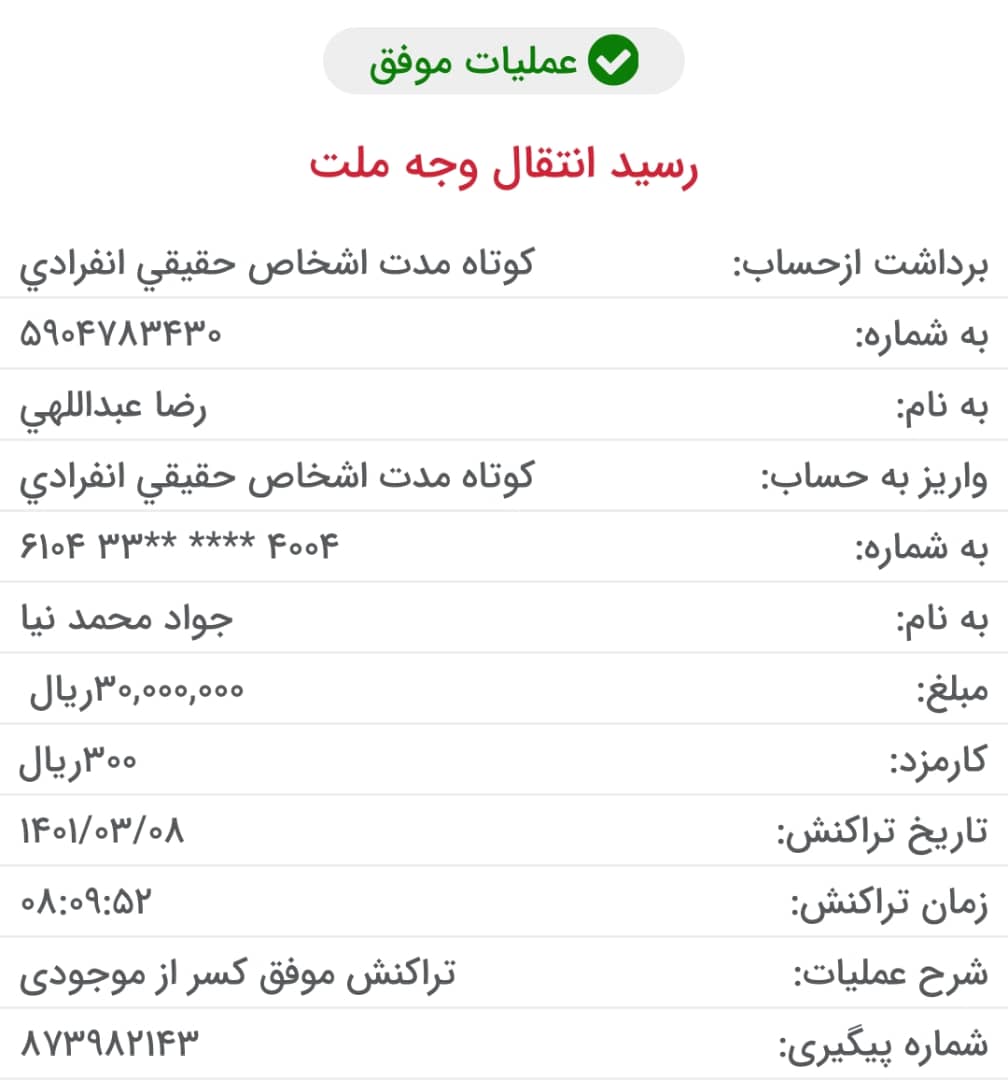 عملیات موفق
رسید انتقال وجه ملت
برداشت ازحساب: کوتاه مدت اشخاص حقيقي انفرادي
به شماره: ۵۹۰۴۷۸۳۴۳۰
به نام: رضا عبداللهي
واریز به حساب: کوتاه مدت اشخاص حقيقي انفرادي
به شماره: ۶۱۰۴ ۳۳** **** ۴۰۰۴
به نام: جواد محمد نیا
مبلغ: ۳۰,۰۰۰,۰۰۰ریال
کارمزد: ۳۰۰ریال
تاریخ تراکنش: ۱۴۰۱/۰۳/۰۸
زمان تراکنش: ۰۸:۰۹:۵۲
شرح عملیات: تراکنش موفق کسر از موجودی
شماره پیگیری: ۸۷۳۹۸۲۱۴۳